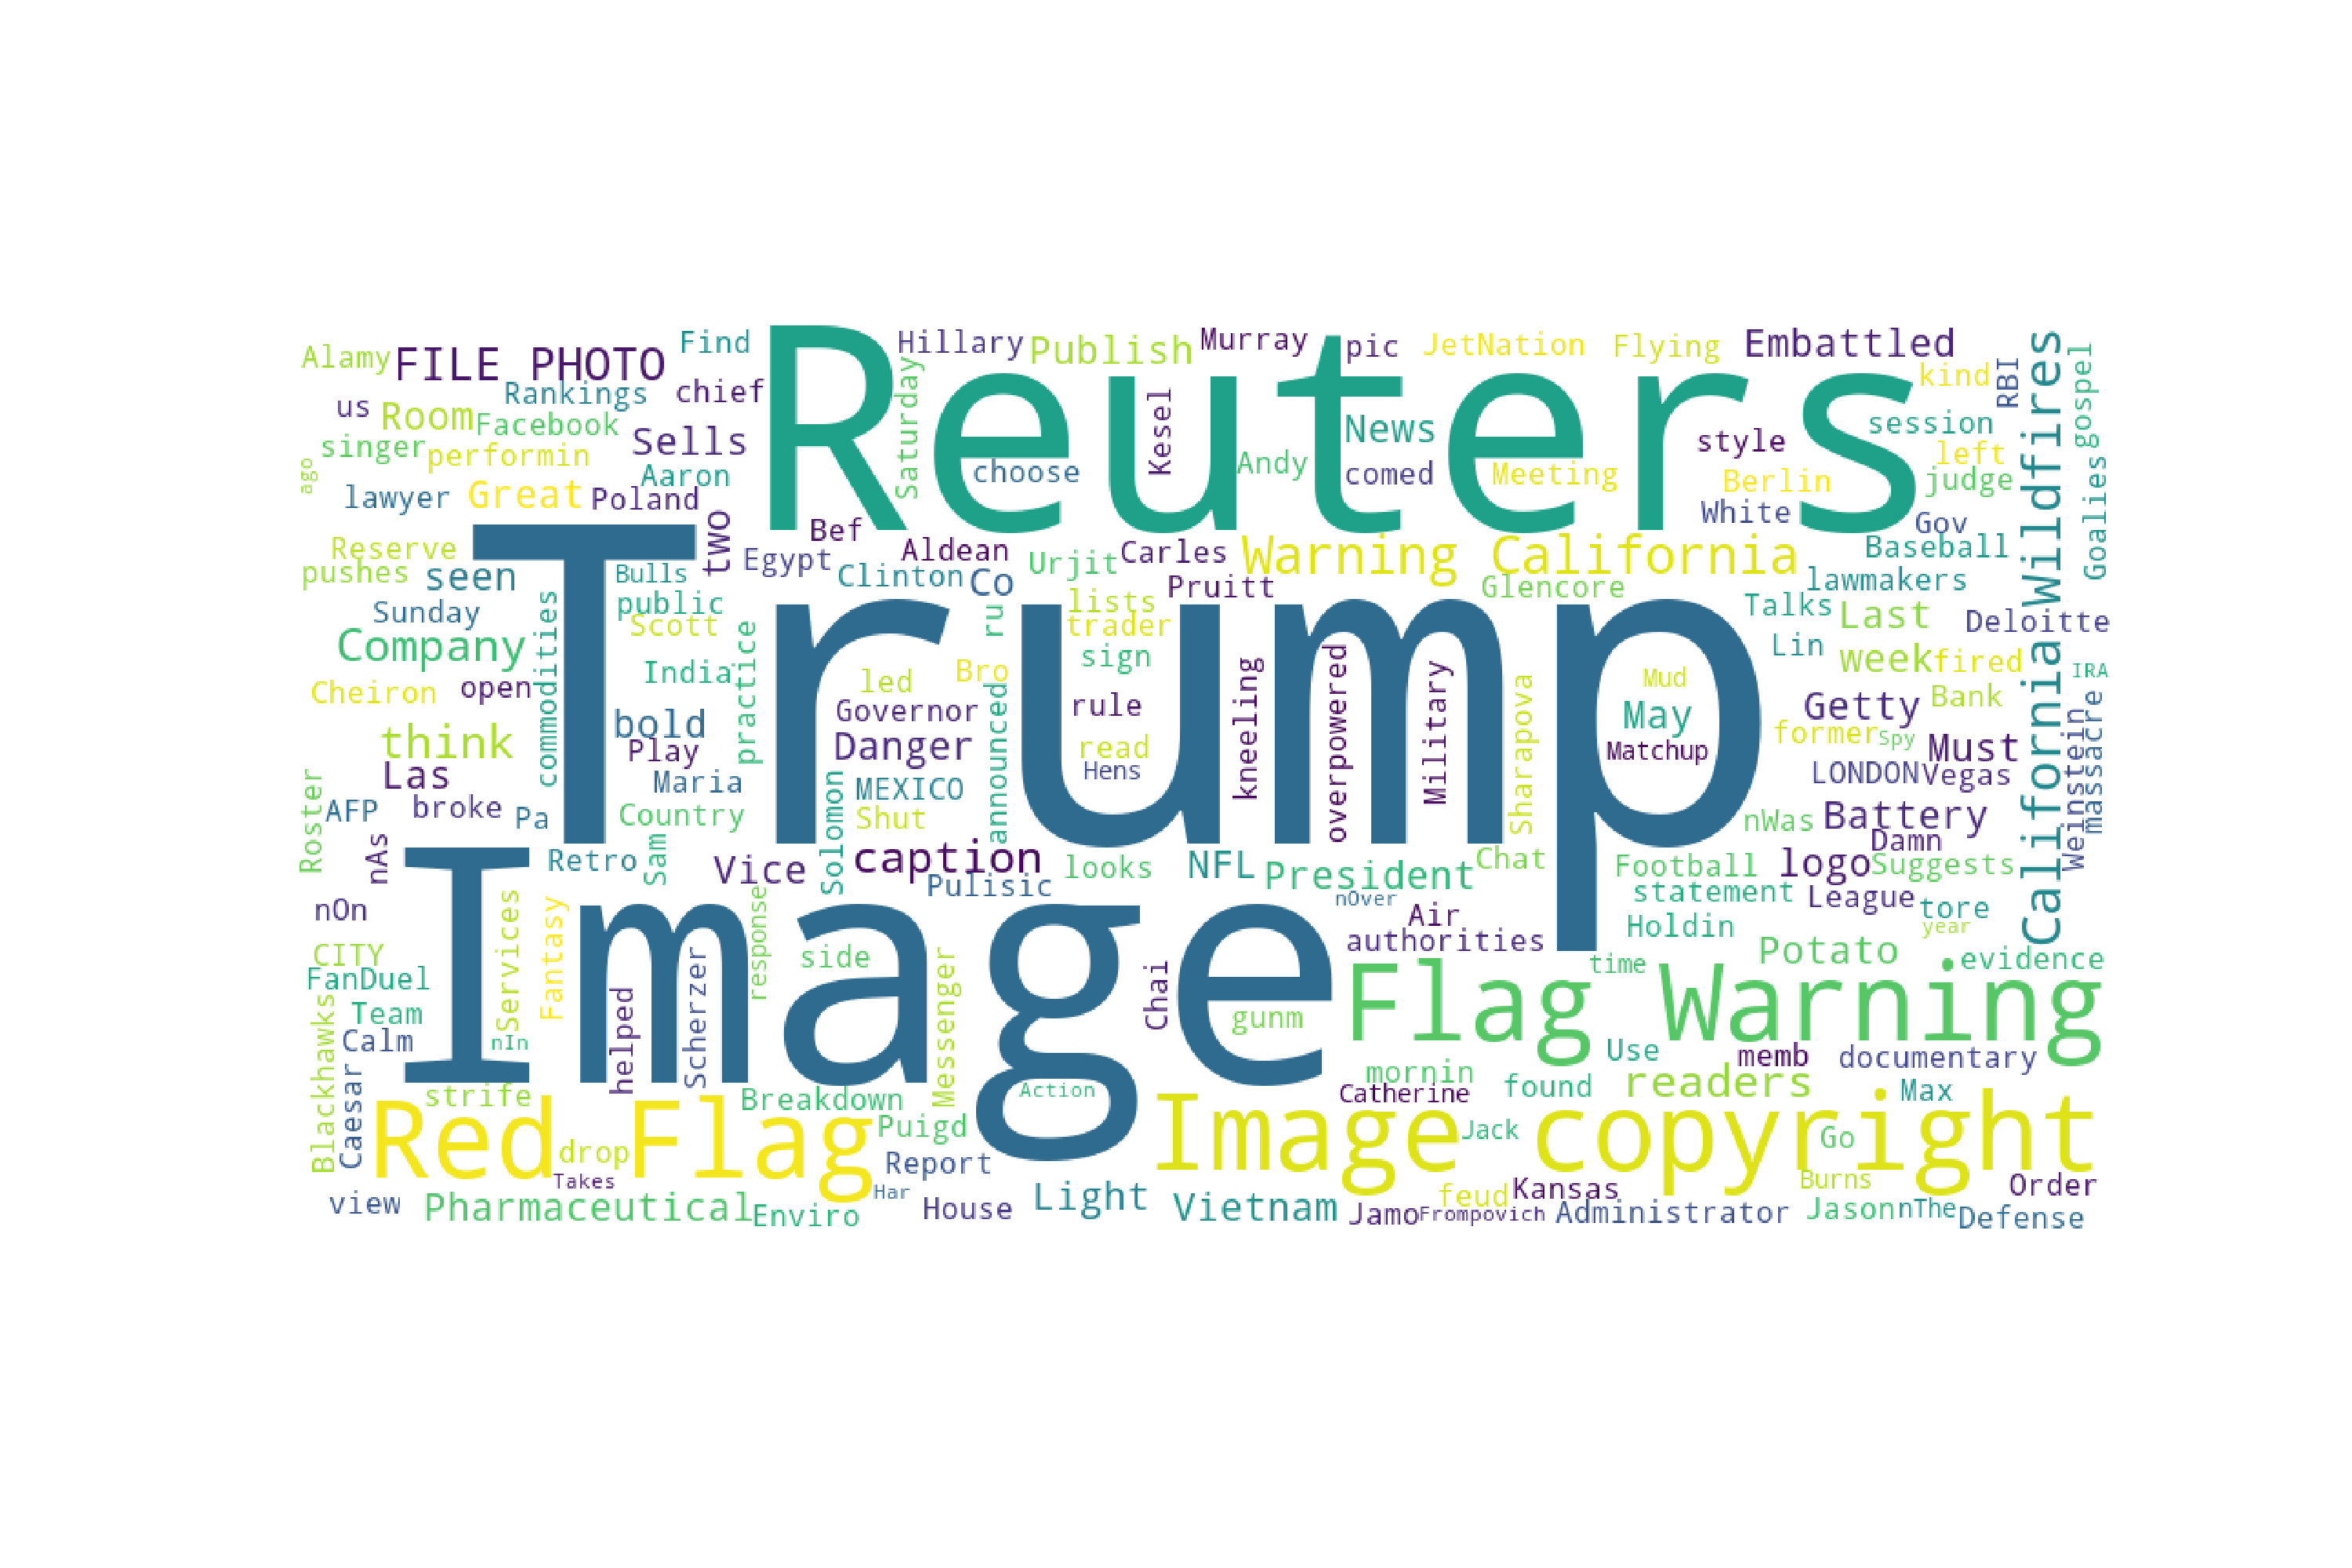 Reuters
Trump
Image
Flag Warning
Red Flag
Image copyright
Warning California
California Wildfires
Alamy
FILE PHOTO
Find
Hillary
Publish
Murray
pic
JetNation
Flying
Embattled
kind
RBI
gospel
Rankings
chief
us
Room
Facebook
Saturday
Kesel
News
style
session
left
singer
performin
Sells
Aaron
choose
Andy
comed
Meeting
Berlin
judge
Goalies
ago
lawyer
Great
Poland
two
Bef
White
Gov
Reserve
pushes
seen
Bulls
Egypt
Aldean
Clinton
Co
Urjit
Carles
Pruitt
Glencore
Baseball
lawmakers
Sunday
commodities
public
Scott
practice
ru
lists
trader
Talks
Last
Deloitte
Company
India
led
Bro
sign
Lin
week
fired
IRA
Cheiron
open
bold
Governor
announced
rule
kneeling
overpowered
Military
Sharapova
Mud
May
Getty
Bank
Weinstein
massacre
think
Play
Danger
read
Matchup
former
Spy
Must
Las
Maria
Solomon
MEXICO
Hens
LONDON
Vegas
Roster
AFP
broke
Pa
Country
Shut
nWas
Battery
Damn
nAs
Retro
Sam
Vice
caption
looks
NFL
President
Chat
Football
logo
Suggests
Pulisic
nOver
statement
League
nOn
Services
Fantasy
response
Air
Holdin
tore
year
CITY
side
authorities
Potato
evidence
FanDuel
Scherzer
Messenger
Chai
time
Team
helped
gunm
Blackhawks
Calm
nIn
Use
memb
documentary
Caesar
strife
Breakdown
Action
mornin
Catherine
found
readers
Max
drop
Puigd
Jack
Go
Takes
Report
Har
Burns
Order
view
Pharmaceutical
Enviro
House
Light
Vietnam
feud
Kansas
Jamo
Frompovich
Administrator
Jason
nThe
Defense